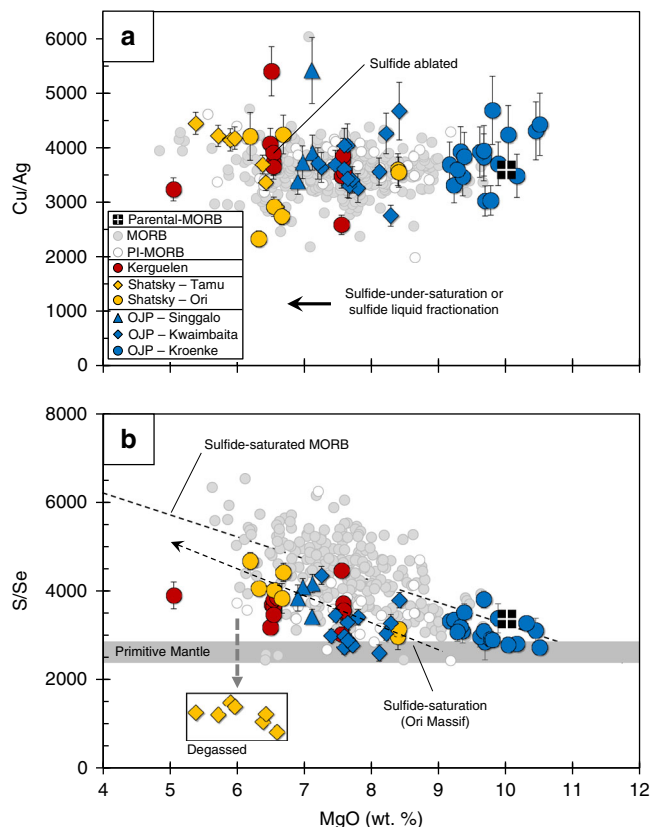 a
6000
5000
4000
3000
2000
1000
0
Cu/Ag
Sulfide ablated
Parental-MORB
MORB
PI-MORB
Kerguelen
Shatsky – Tamu
Shatsky – Ori
OJP – Singgalo
OJP – Kwaimbaita
OJP – Kroenke
Sulfide-under-saturation or
sulfide liquid fractionation
b
8000
6000
4000
2000
0
S/Se
Sulfide-saturated MORB
Primitive Mantle
Sulfide-saturation
(Ori Massif)
Degassed
4 5 6 7 8 9 10 11 12
MgO (wt. %)